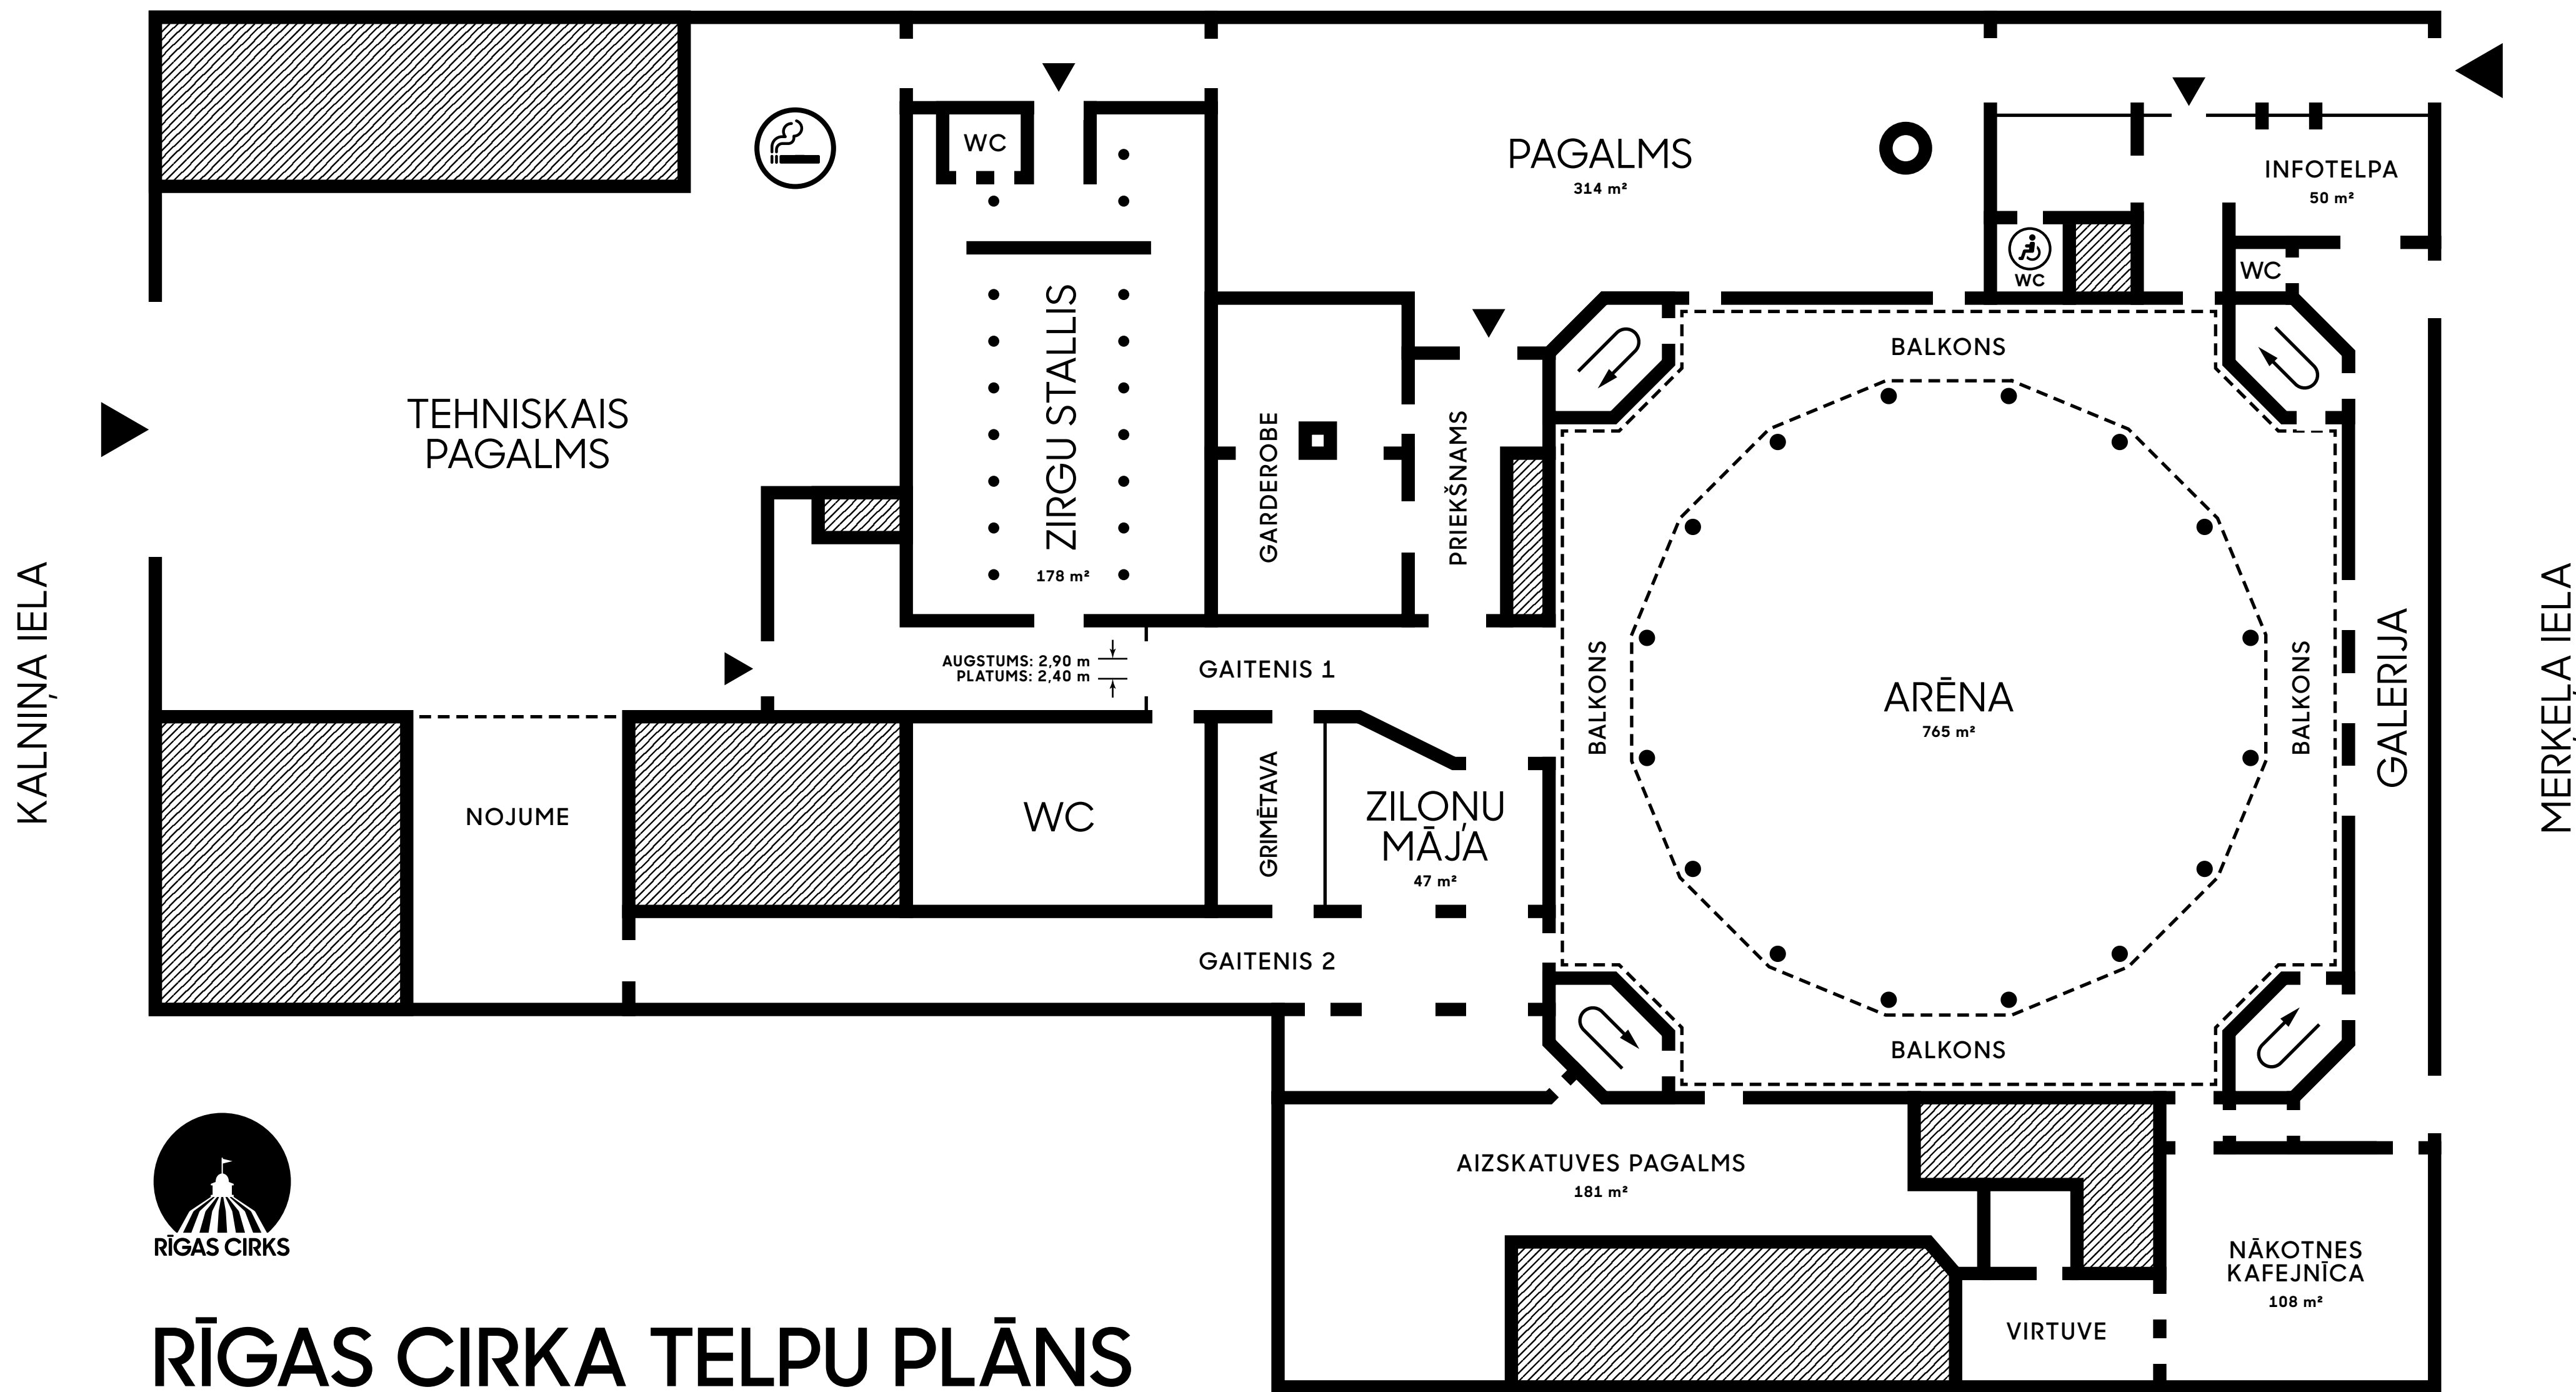 WC
PAGALMS
314 m²
INFOTELPA
50 m²
WC
WC
BALKONS
TEHNISKAIS
PAGALMS
ZIRGU STALLIS
178 m²
GARDEROBE
PRIEKŠNAMS
KALNIŅA IELA
AUGSTUMS: 2,90 m
PLATUMS: 2,40 m
GAITENIS 1
BALKONS
ARĒNA
765 m²
BALKONS
GALERIJA
MERĶEĻA IELA
NOJUME
WC
GRIMĒTAVA
ZILOŅU
MĀJA
47 m²
GAITENIS 2
BALKONS
AIZSKATUVES PAGALMS
181 m²
NĀKOTNES
KAFEJNĪCA
108 m²
VIRTUVE
RĪGAS CIRKS
RĪGAS CIRKA TELPU PLĀNS